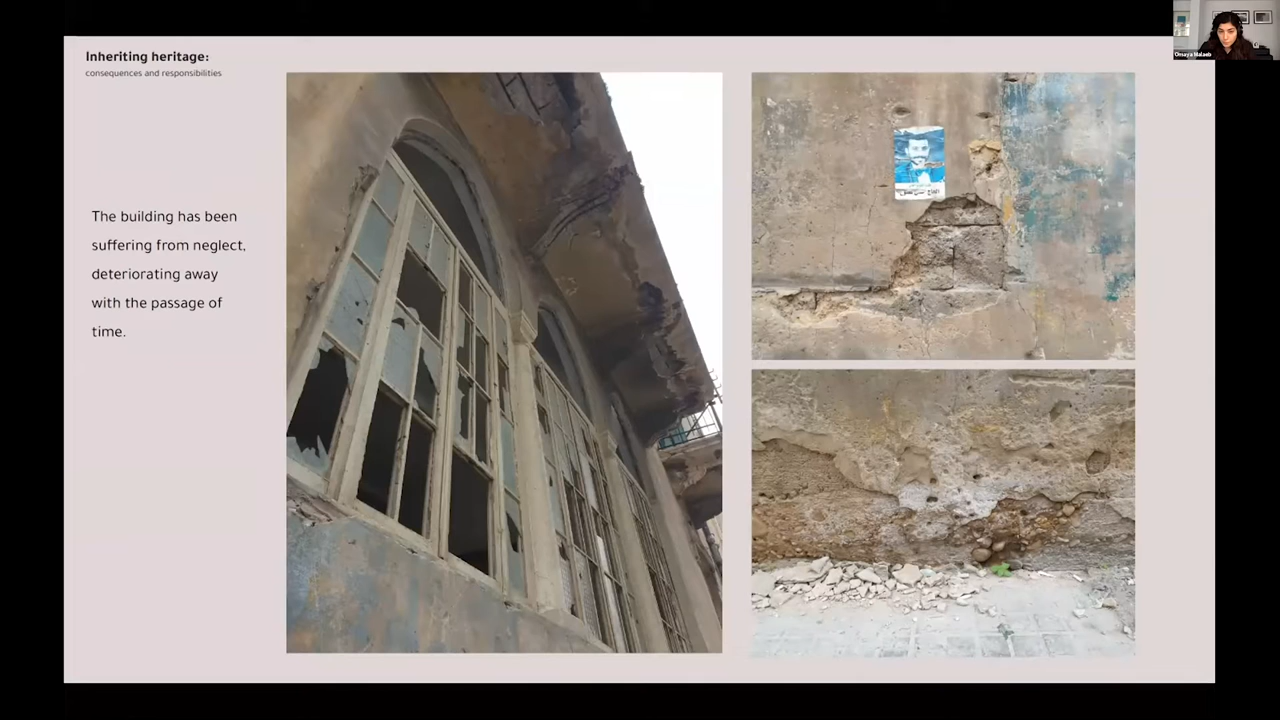 Inheriting heritage:
consequences and responsibilities
The building has been
suffering from neglect,
deteriorating away
with the passage of
time.
Malaeb